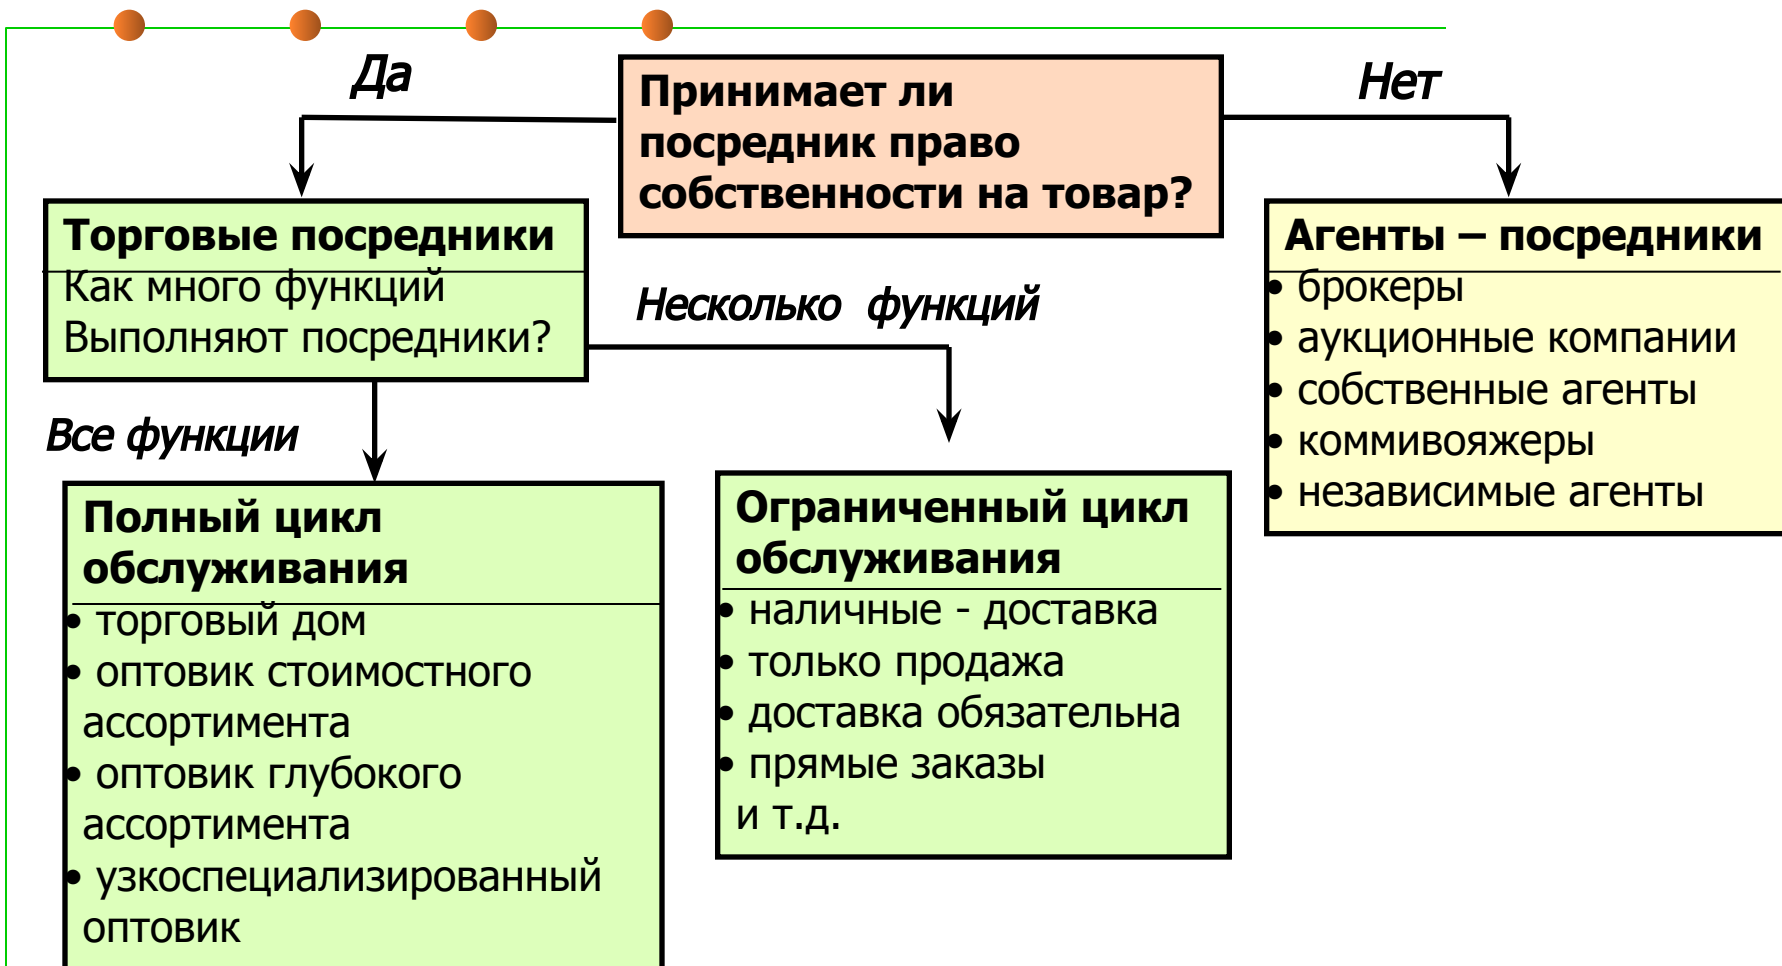 Да
Принимает ли
посредник право
собственности на товар?
Нет
Торговые посредники
Как много функций
Выполняют посредники?
Несколько функций
Агенты – посредники
• брокеры
• аукционные компании
• собственные агенты
• коммивояжеры
• независимые агенты
Все функции
Полный цикл
обслуживания
• торговый дом
• оптовик стоимостного
ассортимента
• оптовик глубокого
ассортимента
• узкоспециализированный
оптовик
Ограниченный цикл
обслуживания
• наличные - доставка
• только продажа
• доставка обязательна
• прямые заказы
и т.д.